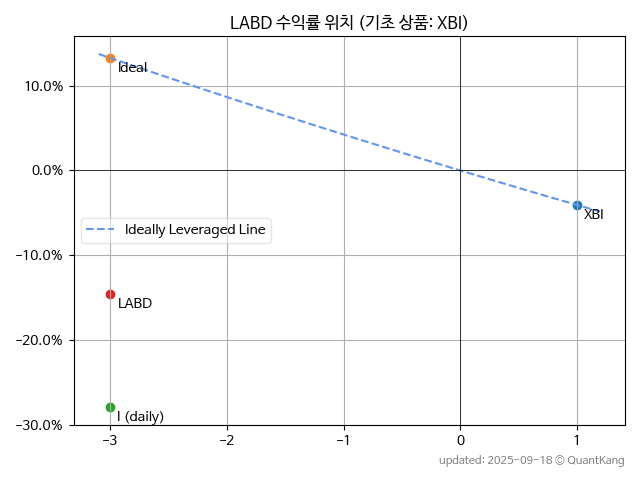 LABD 수익률 위치 (기초 상품: XBI)
10.0%
0.0%
-10.0%
-20.0%
-30.0%
Ideal
XBI
Ideally Leveraged Line
LABD
I (daily)
-3
-2
-1
0
1
updated: 2025-09-18 © QuantKang